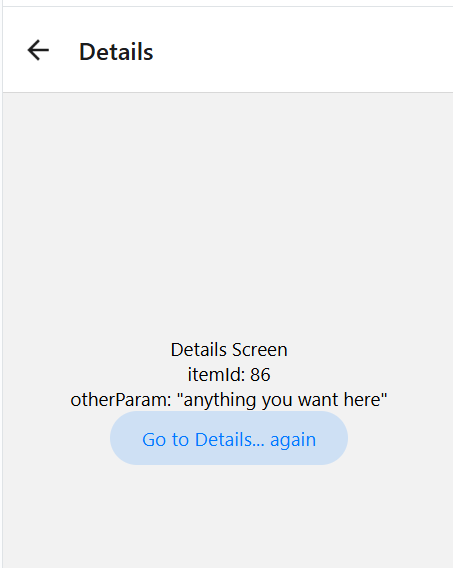 Details
Details Screen
itemId: 86
otherParam: "anything you want here"
Go to Details... again